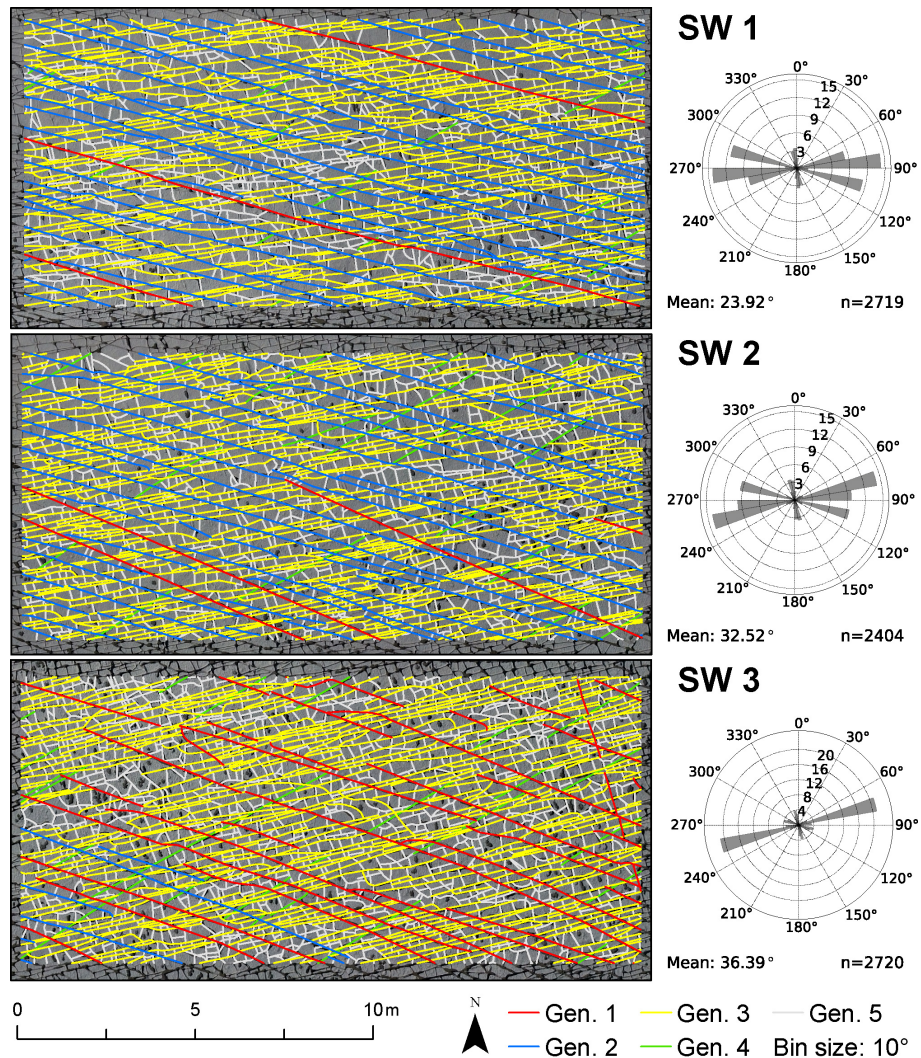 SW 1
0°
330° 30°
15
300° 12 60°
9
6
3
270° 90°
240° 120°
210° 150°
180°
Mean: 23.92° n=2719
SW 2
0°
330° 30°
15
300° 12 60°
9
6
3
270° 90°
240° 120°
210° 150°
180°
Mean: 32.52° n=2404
SW 3
0°
330° 30°
20
300° 16 60°
12
8
4
270° 90°
240° 120°
210° 150°
180°
Mean: 36.39° n=2720
0 5 10 m
N
Gen. 1 Gen. 3 Gen. 5
Gen. 2 Gen. 4 Bin size: 10°